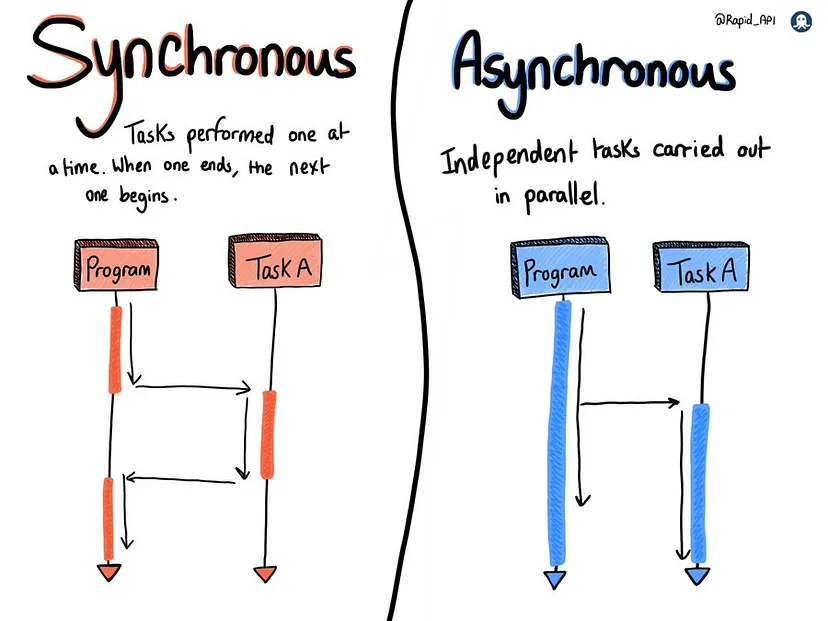 Synchronous
Tasks performed one at
a time. When one ends, the next
one begins.
Program
Task A
@Rapid_API
Asynchronous
Independent tasks carried out
in parallel.
Program
Task A